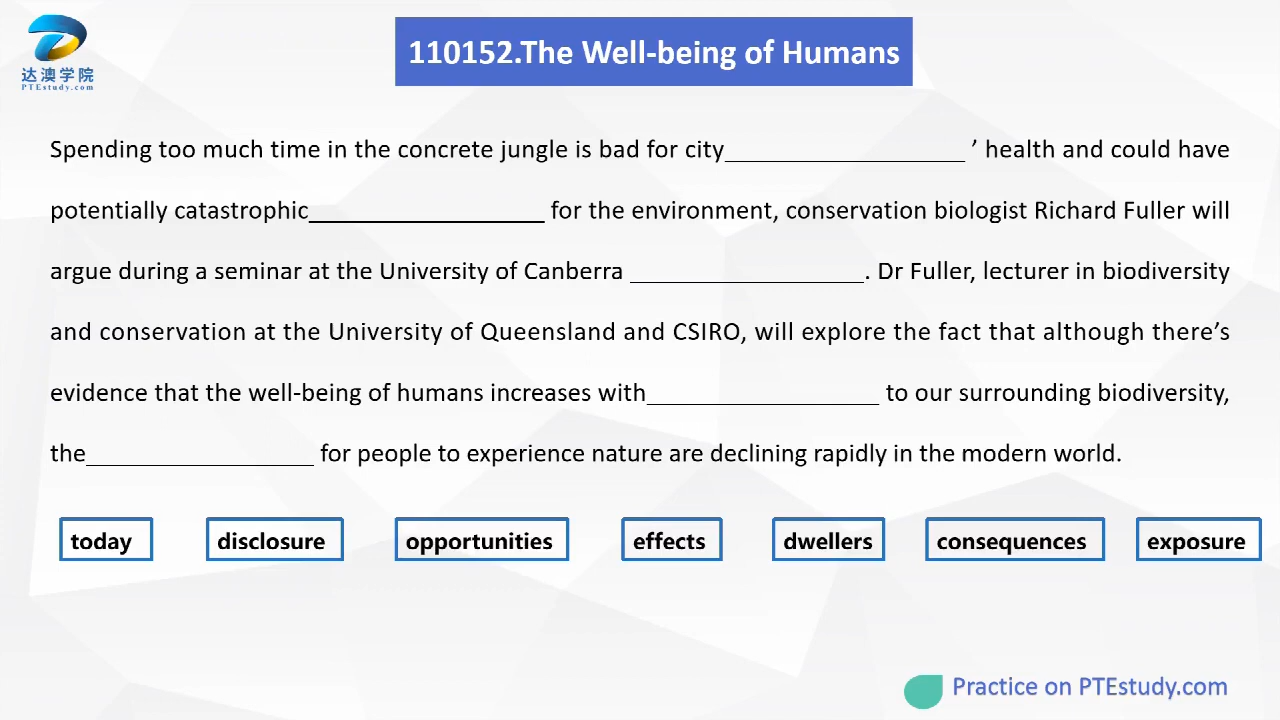 达澳学院
PTEstudy.com
110152.The Well-being of Humans
Spending too much time in the concrete jungle is bad for city____________________ ’ health and could have
potentially catastrophic____________________ for the environment, conservation biologist Richard Fuller will
argue during a seminar at the University of Canberra ____________________. Dr Fuller, lecturer in biodiversity
and conservation at the University of Queensland and CSIRO, will explore the fact that although there’s
evidence that the well-being of humans increases with____________________ to our surrounding biodiversity,
the____________________ for people to experience nature are declining rapidly in the modern world.
today disclosure opportunities effects dwellers consequences exposure
Practice on PTEstudy.com